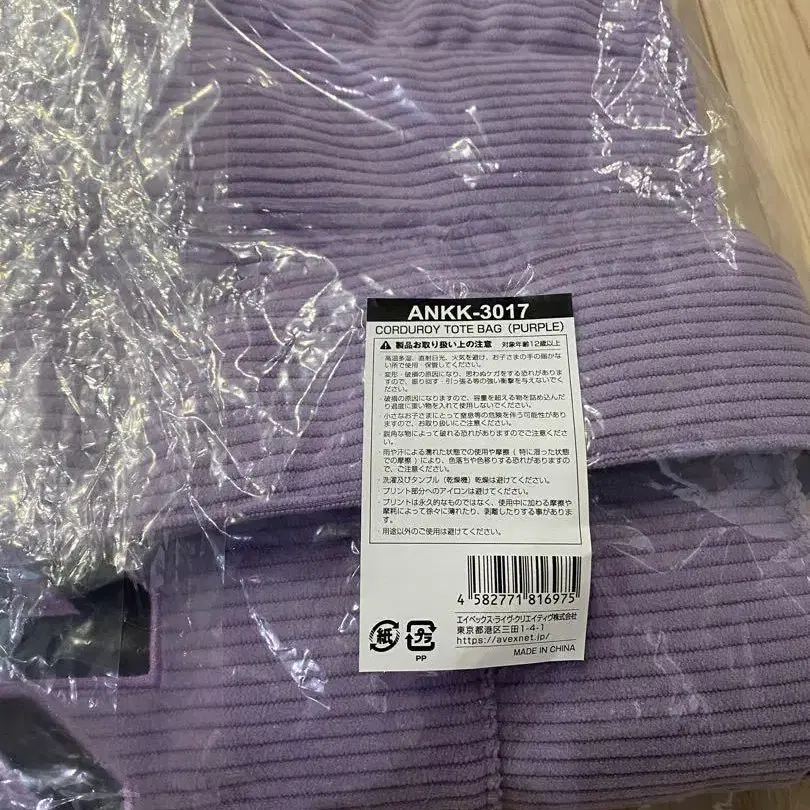 ANKK-3017
CORDUROY TOTE BAG (PURPLE)
製品お取り扱い上の注意 対象年齢12歳以上
高温多湿、直射日光、火気を避け、お子さまの手の届かな
い所で使用・保管してください。
・変形・破損の原因になり、思わぬケガをする恐れがありま
すので、振り回す・引っ張る等の強い衝撃を与えないでく
ださい。
・破損の原因になりますので、容量を超える物を詰め込んだ
り過度に重い物を入れて使用しないでください。
・小さなお子さまにとって窒息等の危険を伴う可能性があり
ますので、お取り扱いにご注意ください。
・鋭角な物によって破れる恐れがありますのでご注意くださ
い。
・雨や汗による濡れた状態での使用や摩擦(特に湿った状態
での摩擦)により、色落ちや色移りする恐れがありますの
で、ご注意ください。
・洗濯及びタンブル(乾燥機)乾燥は避けてください。
・プリント部分へのアイロンは避けてください。
・プリントは永久的なものではなく、使用中に加わる摩擦や
摩耗によって徐々に薄れたり、剥離したりする事がありま
す。
・用途以外のご使用は避けてください。
4 582771 816975
紙
プラ
PP
エイベックス・ライヴ・クリエイティヴ株式会社
東京都港区三田1-4-1
https://avexnet.jp/
MADE IN CHINA